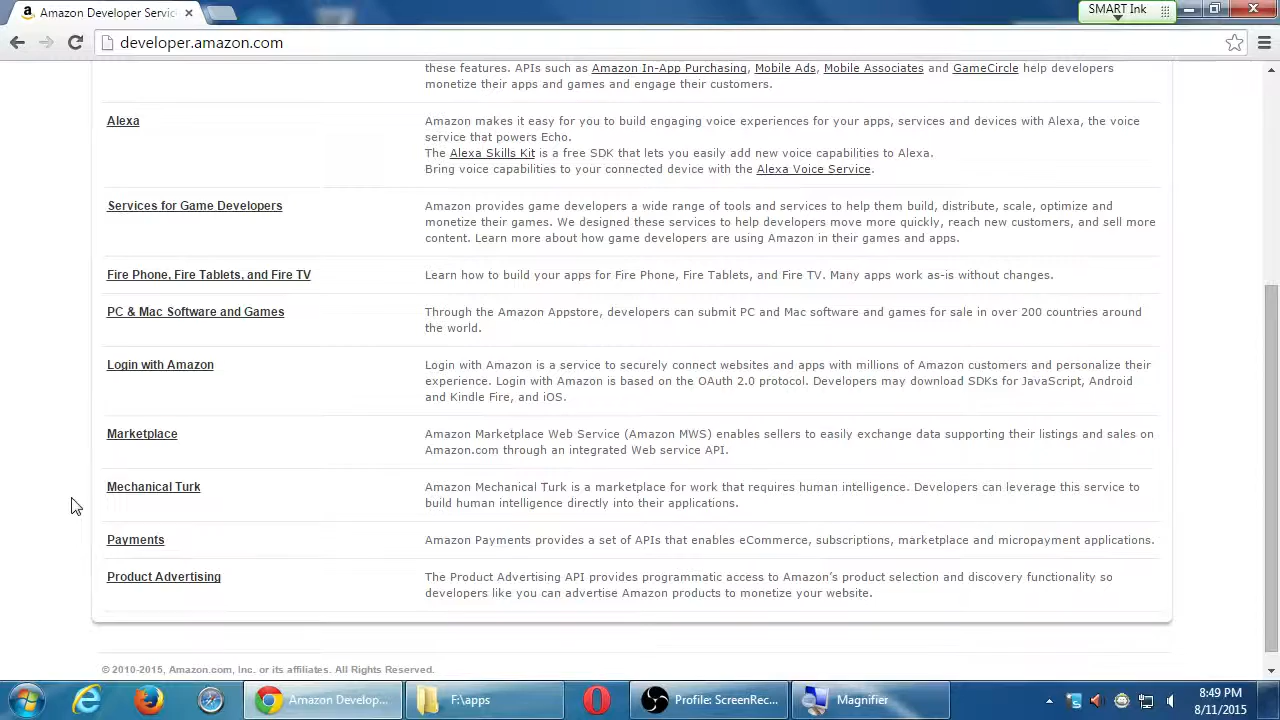 Amazon Developer Servic
SMART Ink
developer.amazon.com
these features. APIs such as Amazon In-App Purchasing, Mobile Ads, Mobile Associates and GameCircle help developers
monetize their apps and games and engage their customers.
Alexa
Amazon makes it easy for you to build engaging voice experiences for your apps, services and devices with Alexa, the voice
service that powers Echo.
The Alexa Skills Kit is a free SDK that lets you easily add new voice capabilities to Alexa.
Bring voice capabilities to your connected device with the Alexa Voice Service.
Services for Game Developers
Amazon provides game developers a wide range of tools and services to help them build, distribute, scale, optimize and
monetize their games. We designed these services to help developers move more quickly, reach new customers, and sell more
content. Learn more about how game developers are using Amazon in their games and apps.
Fire Phone, Fire Tablets, and Fire TV
Learn how to build your apps for Fire Phone, Fire Tablets, and Fire TV. Many apps work as-is without changes.
PC & Mac Software and Games
Through the Amazon Appstore, developers can submit PC and Mac software and games for sale in over 200 countries around
the world.
Login with Amazon
Login with Amazon is a service to securely connect websites and apps with millions of Amazon customers and personalize their
experience. Login with Amazon is based on the OAuth 2.0 protocol. Developers may download SDKs for JavaScript, Android
and Kindle Fire, and iOS.
Marketplace
Amazon Marketplace Web Service (Amazon MWS) enables sellers to easily exchange data supporting their listings and sales on
Amazon.com through an integrated Web service API.
Mechanical Turk
Amazon Mechanical Turk is a marketplace for work that requires human intelligence. Developers can leverage this service to
build human intelligence directly into their applications.
Payments
Amazon Payments provides a set of APIs that enables eCommerce, subscriptions, marketplace and micropayment applications.
Product Advertising
The Product Advertising API provides programmatic access to Amazon's product selection and discovery functionality so
developers like you can advertise Amazon products to monetize your website.
© 2010-2015, Amazon.com, Inc. or its affiliates. All Rights Reserved.
Amazon Develop...
F:\apps
Profile: ScreenRec...
Magnifier
8:49 PM
8/11/2015